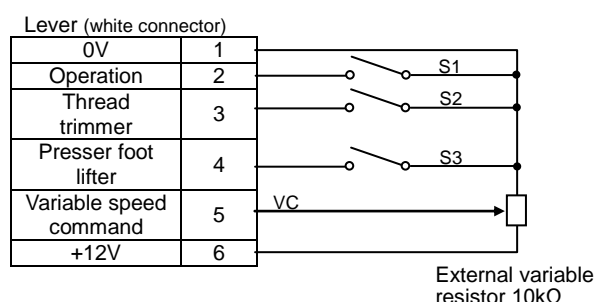 Lever (white connector)
0V 1
Operation 2 S1
Thread
trimmer 3 S2
Presser foot
lifter 4 S3
Variable speed
command 5 VC
+12V 6
External variable
resistor 10kΩ